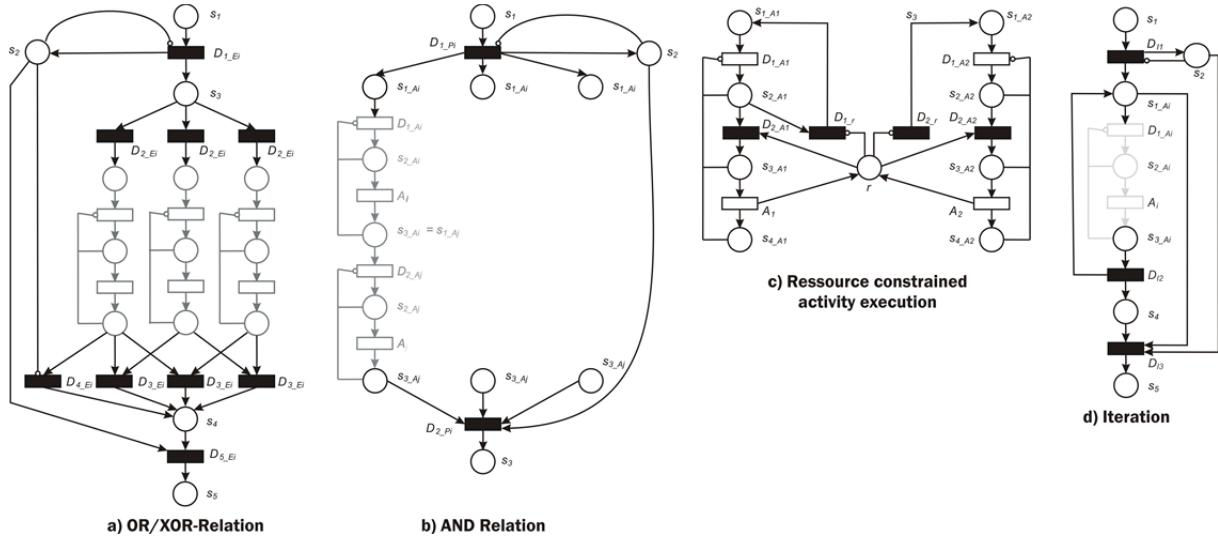 s1
s2
D1_Ei
s3
D2_Ei D2_Ei D2_Ei
D4_Ei D3_Ei D3_Ei D3_Ei
s4
D5_Ei
s5
a) OR/XOR-Relation
s1
D1_Pi
s2
s1_Ai s1_Ai s1_Ai
D1_Ai
s2_Ai
s3_Ai = s1_Aj
D2_Aj
s2_Aj
s3_Aj s3_Aj s3_Aj
D2_Pi
s3
b) AND Relation
s1_A1 s3 s1_A2
D1_A1 D1_A2
s2_A1 s2_A2
D2_A1 D1_r D2_r D2_A2
s3_A1 r s3_A2
A1 A2
s4_A1 s4_A2
c) Ressource constrained
activity execution
s1
DI1
s2
s1_Ai
D1_Ai
s2_Ai
Ai
s3_Ai
DI2
s4
DI3
s5
d) Iteration